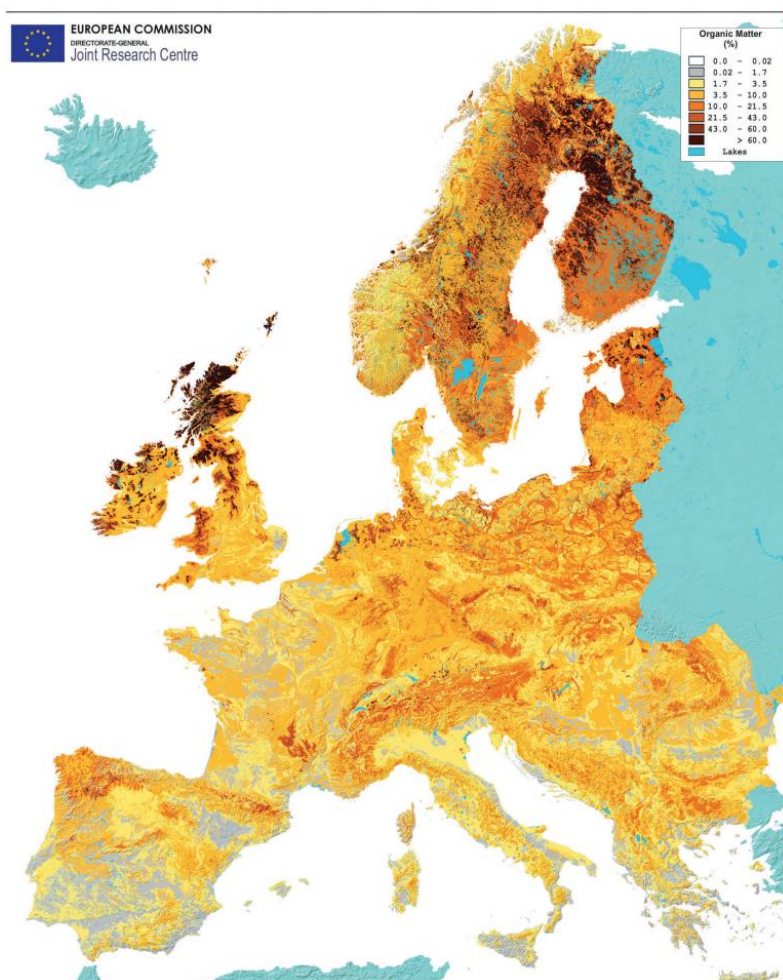 EUROPEAN COMMISSION
DIRECTORATE-GENERAL
Joint Research Centre
Organic Matter
(%)
0.0 - 0.02
0.02 - 1.7
1.7 - 3.5
3.5 - 10.0
10.0 - 21.5
21.5 - 43.0
43.0 - 60.0
> 60.0
Lakes